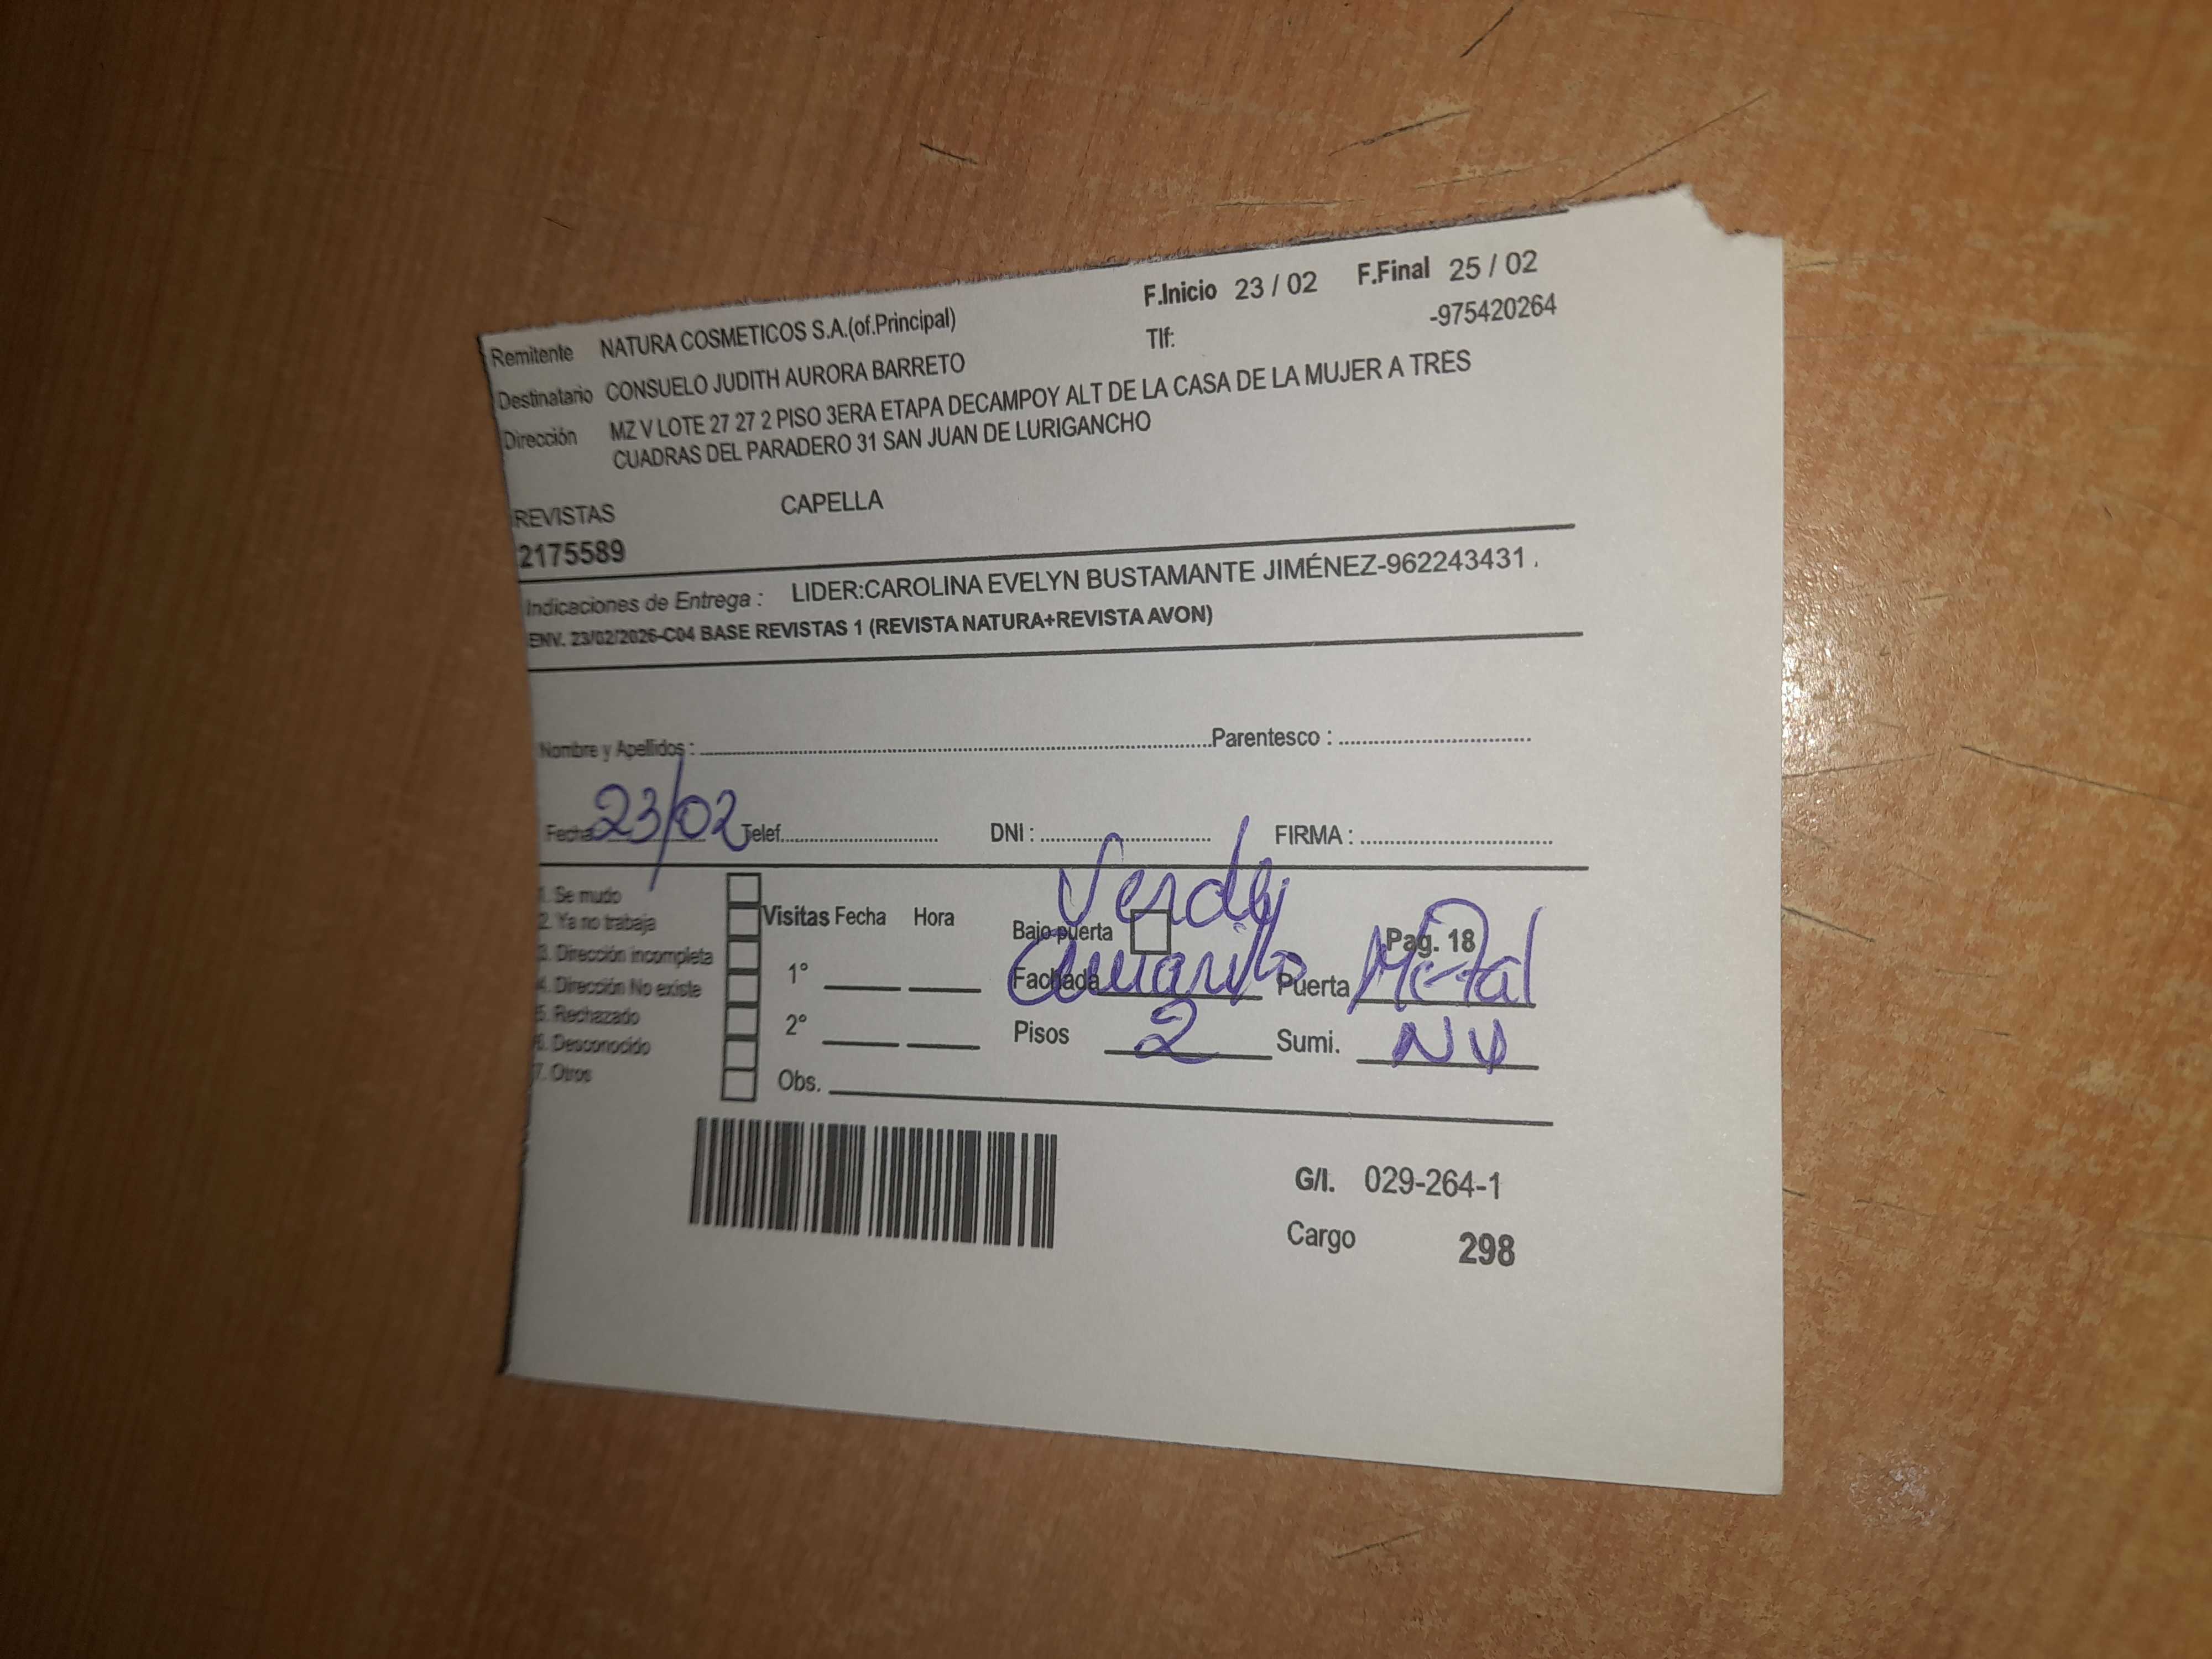 F.Inicio 23 / 02 F.Final 25 / 02
Remitente NATURA COSMETICOS S.A.(of.Principal) Tlf: -975420264
Destinatario CONSUELO JUDITH AURORA BARRETO
Dirección MZ V LOTE 27 27 2 PISO 3ERA ETAPA DECAMPOY ALT DE LA CASA DE LA MUJER A TRES
CUADRAS DEL PARADERO 31 SAN JUAN DE LURIGANCHO
REVISTAS CAPELLA
2175589
Indicaciones de Entrega : LIDER:CAROLINA EVELYN BUSTAMANTE JIMÉNEZ-962243431 .
ENV. 23/02/2026-C04 BASE REVISTAS 1 (REVISTA NATURA+REVISTA AVON)
Nombre y Apellidos : Parentesco :
Fecha 23/02 Telef. DNI : FIRMA :
1. Se mudo
2. Ya no trabaja
3. Dirección incompleta
4. Dirección No existe
5. Rechazado
6. Desconocido
7. Otros
Visitas Fecha Hora
1°
2°
Obs.
Verde
Bajo puerta Pag. 18
Fachada Amarillo Puerta Metal
Pisos 2 Sumi.
G/I. 029-264-1
Cargo 298